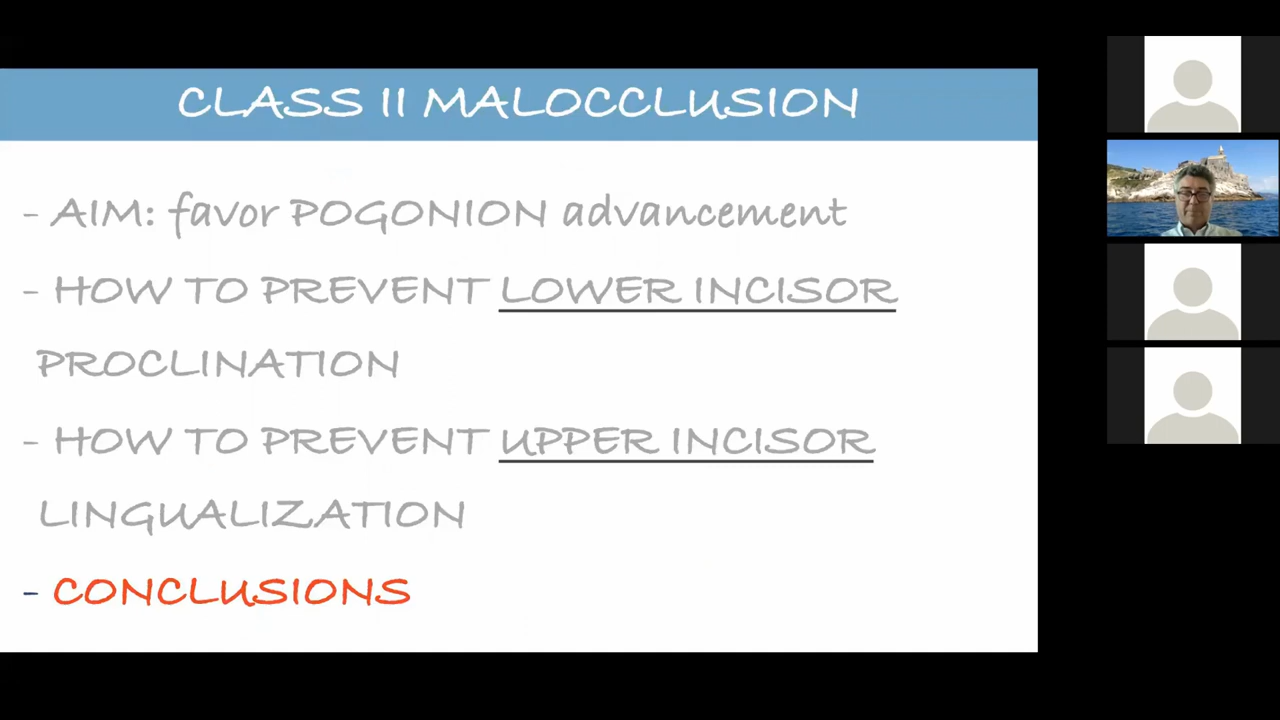 CLASS II MALOCCLUSION
- AIM: favor POGONION advancement
- HOW TO PREVENT LOWER INCISOR
PROCLINATION
- HOW TO PREVENT UPPER INCISOR
LINGUALIZATION
- CONCLUSIONS